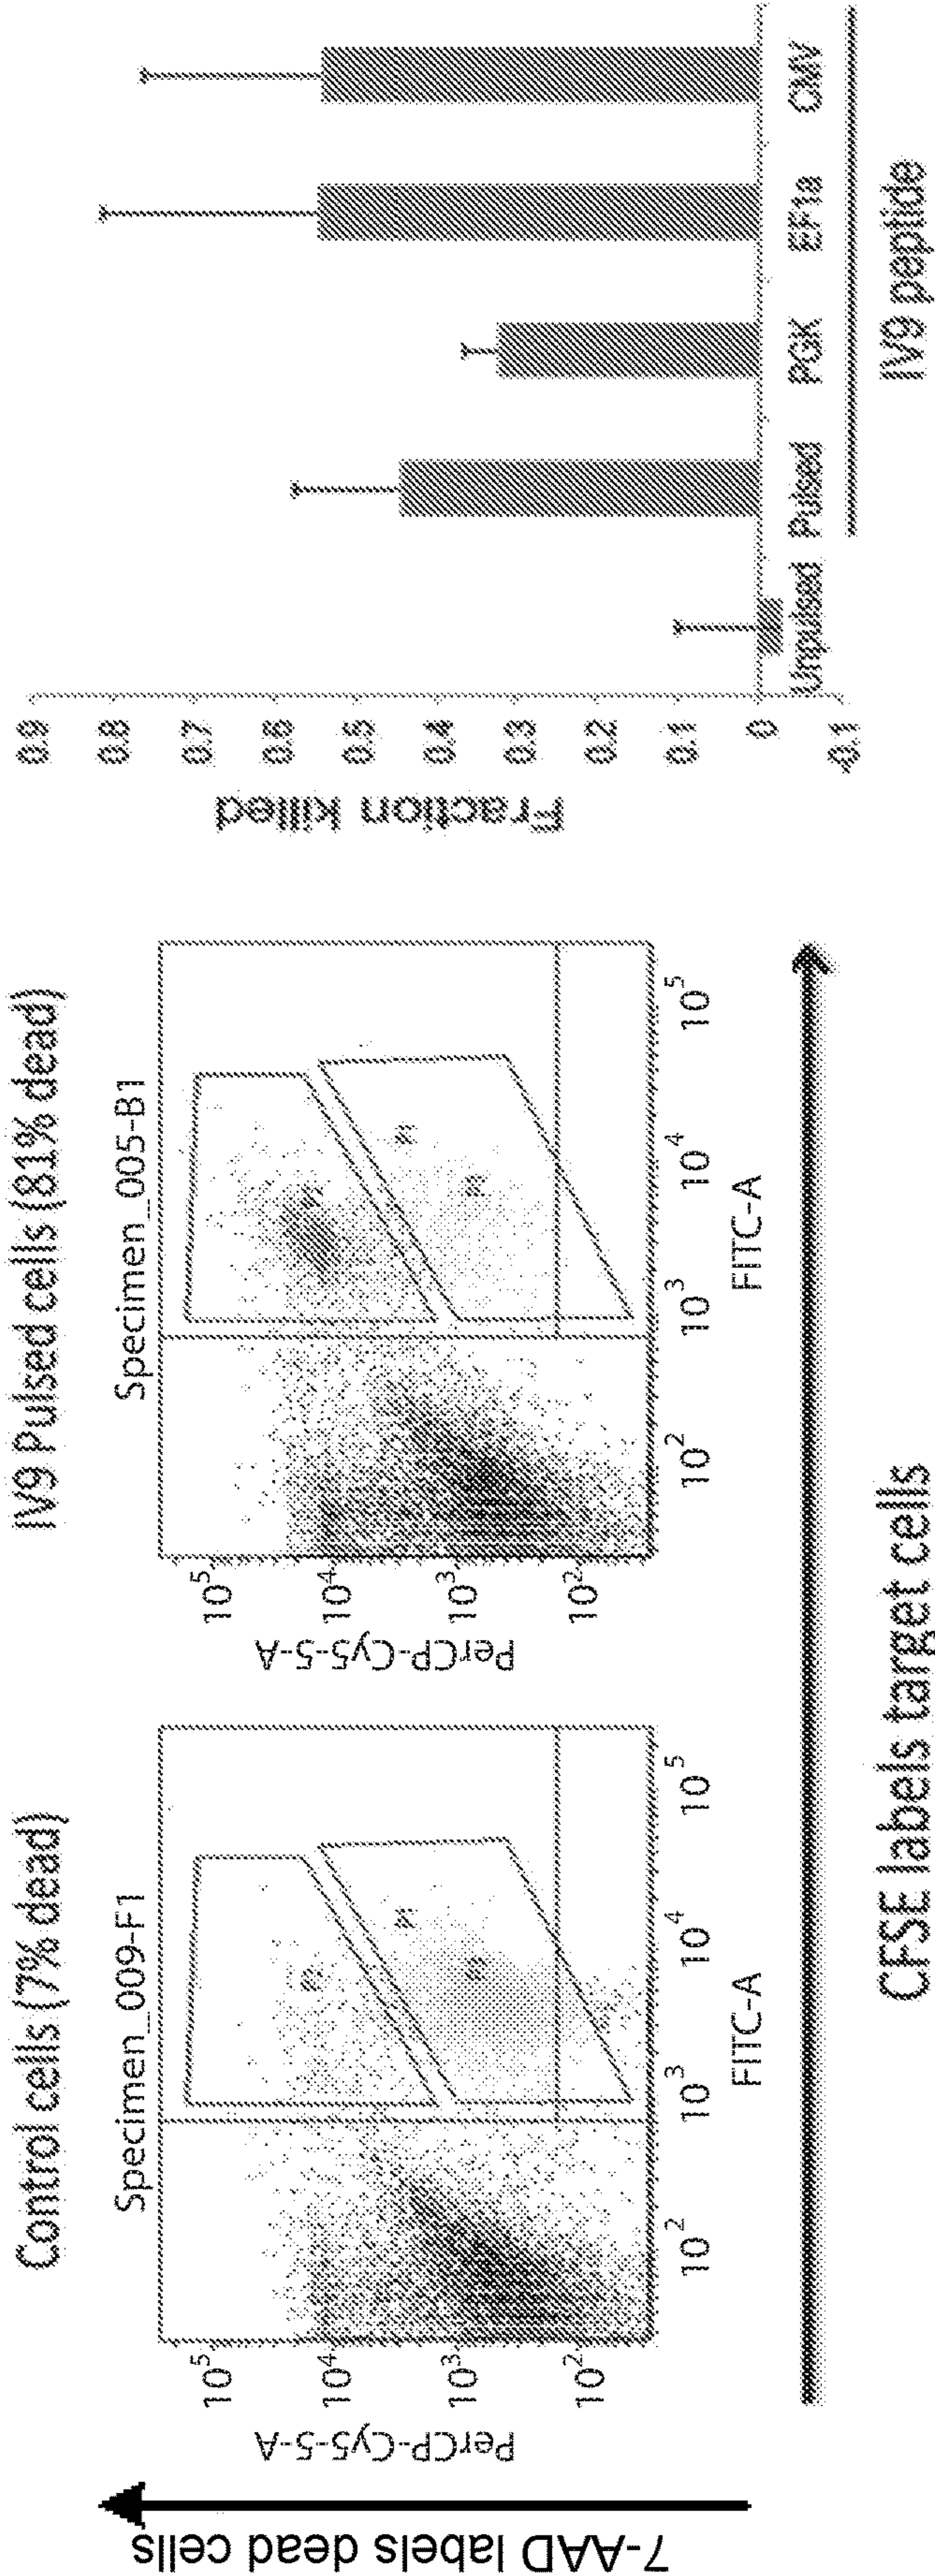 Control cells (7% dead)
IV9 Pulsed cells (81% dead)
Specimen_009-F1
Specimen_005-B1
7-AAD labels dead cells
PerCP-Cy5-5-A
10^5
10^4
10^3
10^2
10^2
10^3
10^4
10^5
FITC-A
PerCP-Cy5-5-A
10^5
10^4
10^3
10^2
10^2
10^3
10^4
10^5
FITC-A
CFSE labels target cells
Fraction killed
0.9
0.8
0.7
0.6
0.5
0.4
0.3
0.2
0.1
0
-0.1
Unpulsed Pulsed PGK EF1a CMV
IV9 peptide